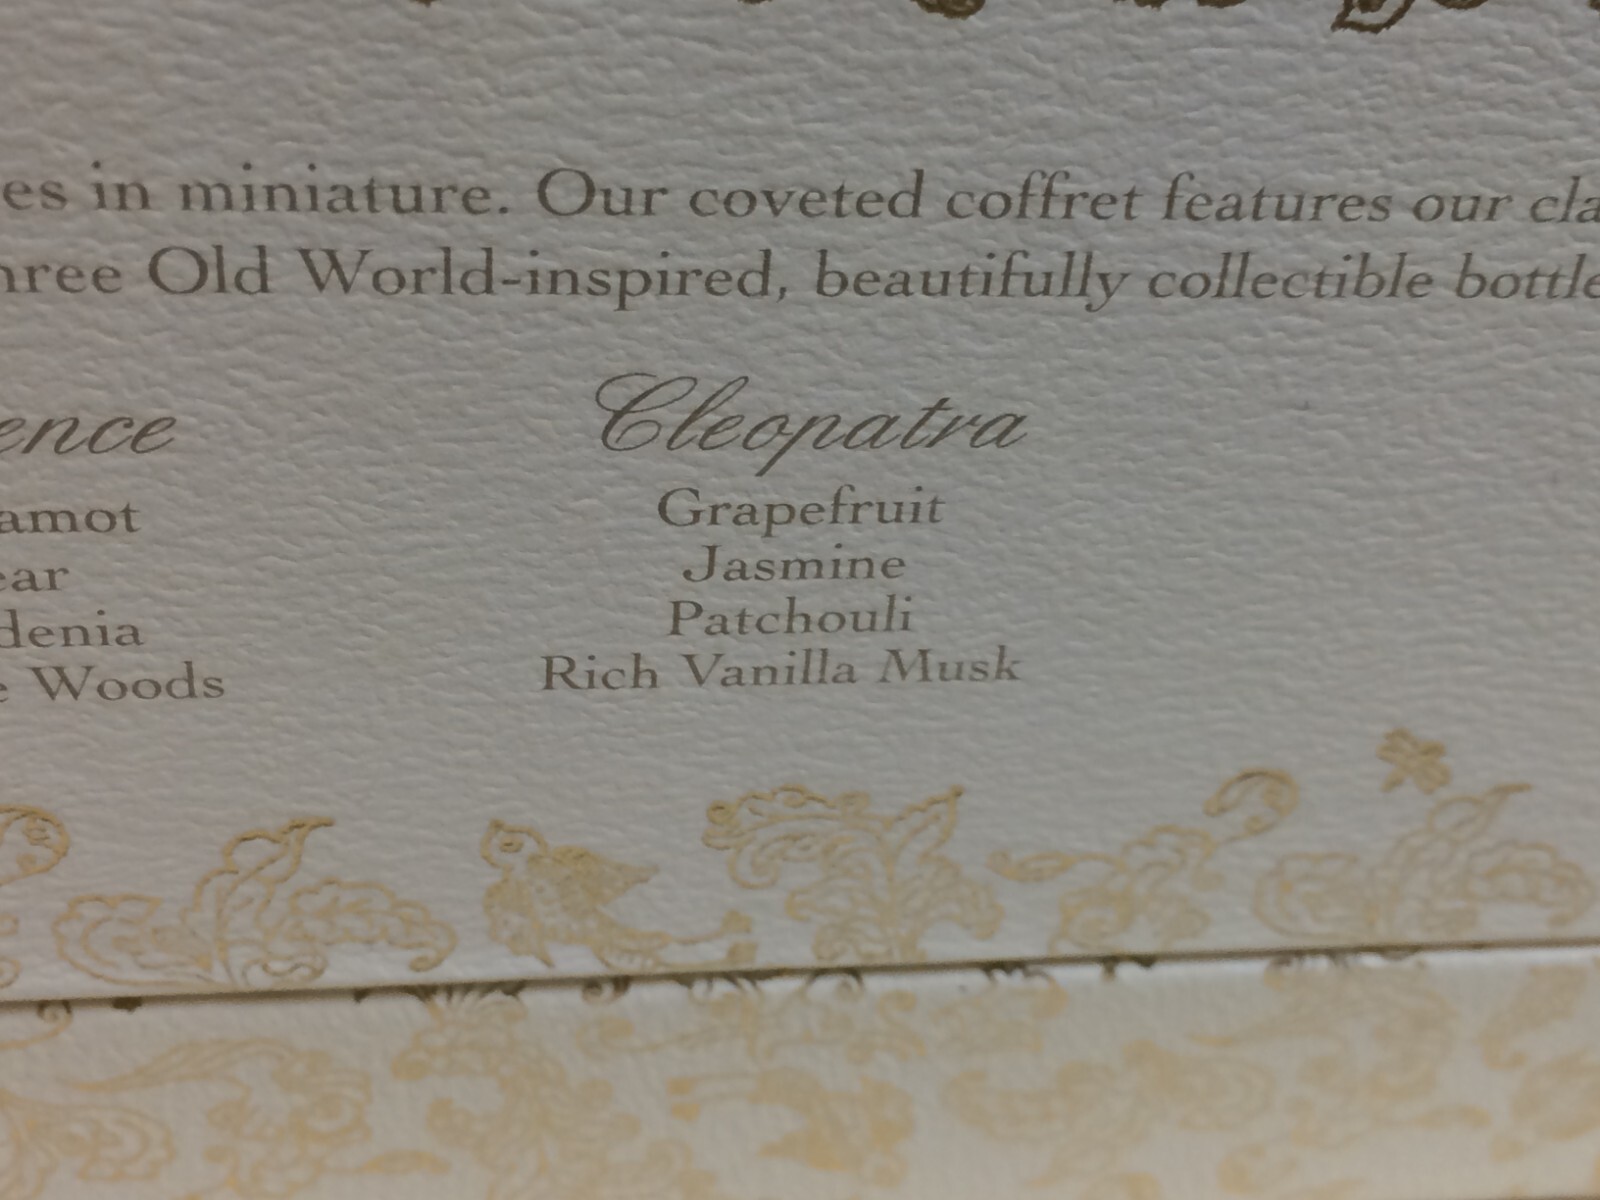 es in miniature. Our coveted coffret features our cla
hree Old World-inspired, beautifully collectible bottle
ence
Cleopatra
amot
Grapefruit
ear
Jasmine
denia
Patchouli
e Woods
Rich Vanilla Musk